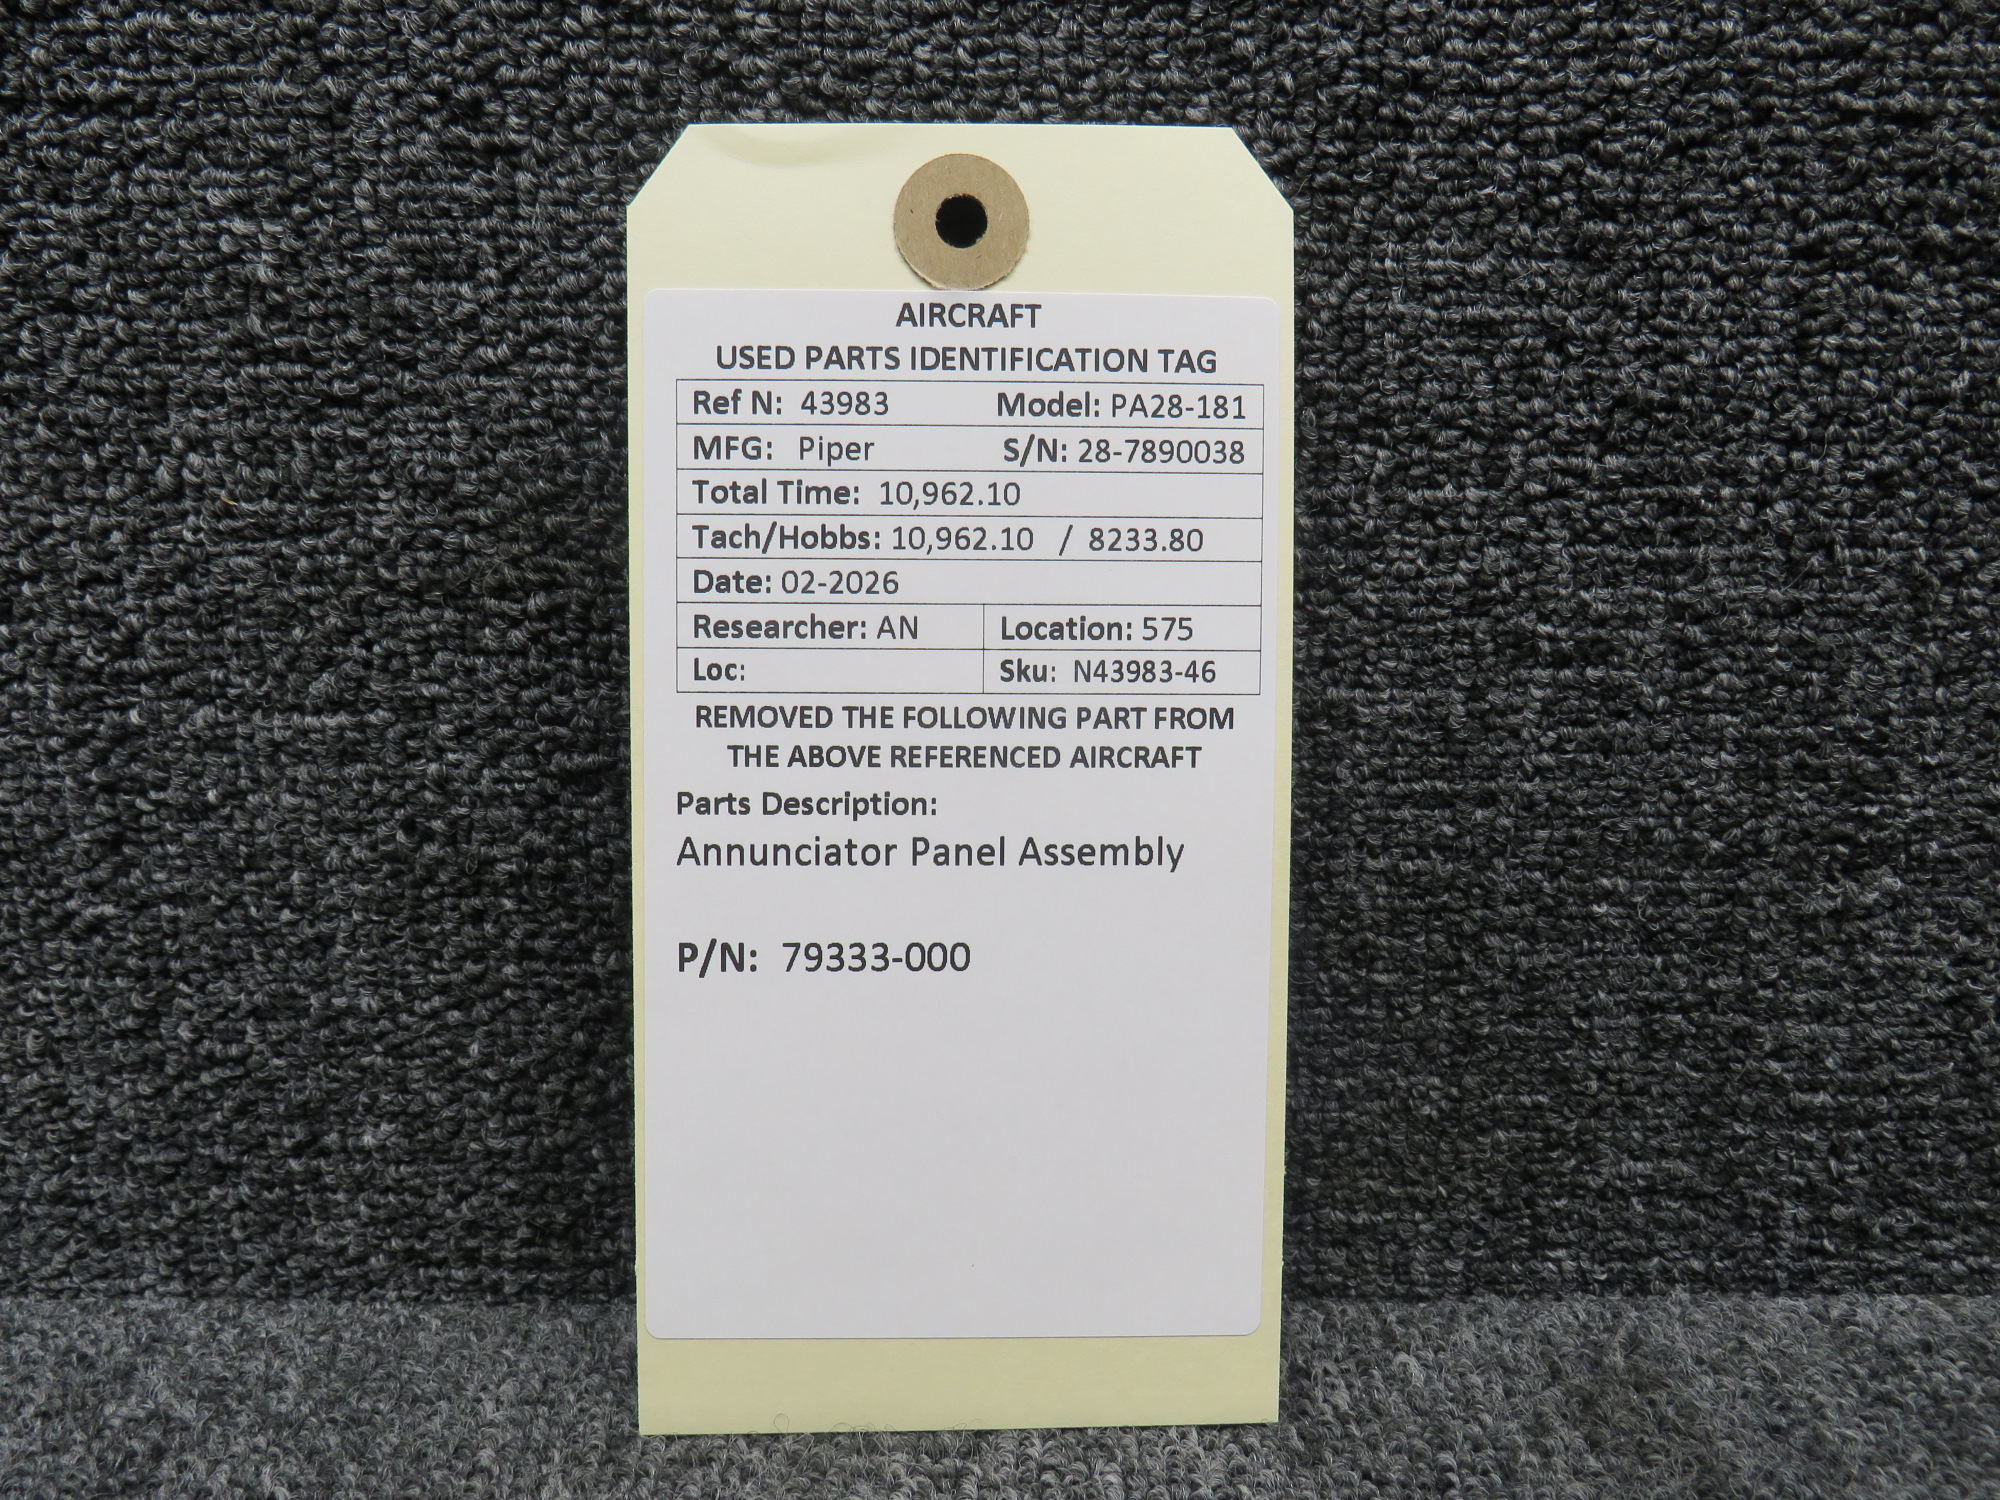 AIRCRAFT
USED PARTS IDENTIFICATION TAG
Ref N: 43983 Model: PA28-181
MFG: Piper S/N: 28-7890038
Total Time: 10,962.10
Tach/Hobbs: 10,962.10 / 8233.80
Date: 02-2026
Researcher: AN Location: 575
Loc: Sku: N43983-46
REMOVED THE FOLLOWING PART FROM
THE ABOVE REFERENCED AIRCRAFT
Parts Description:
Annunciator Panel Assembly
P/N: 79333-000